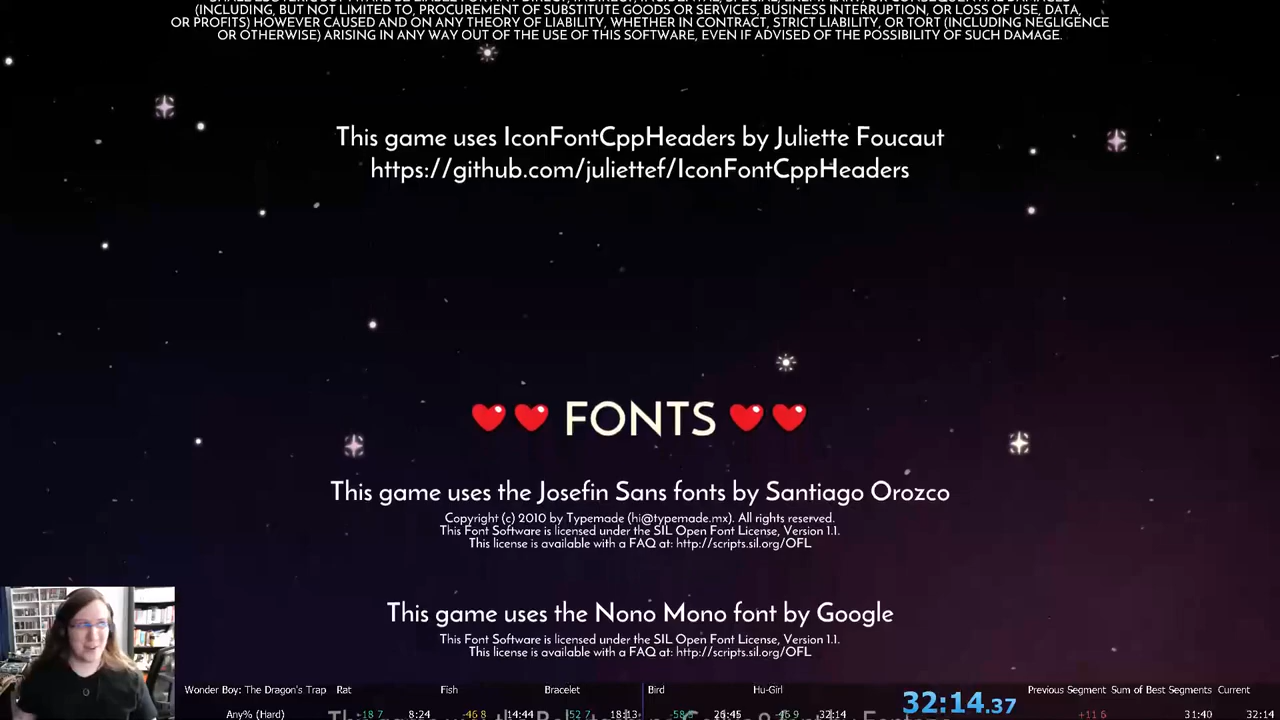 (INCLUDING, BUT NOT LIMITED TO, PROCUREMENT OF SUBSTITUTE GOODS OR SERVICES, BUSINESS INTERRUPTION, OR LOSS OF USE, DATA,
OR PROFITS) HOWEVER CAUSED AND ON ANY THEORY OF LIABILITY, WHETHER IN CONTRACT, STRICT LIABILITY, OR TORT (INCLUDING NEGLIGENCE
OR OTHERWISE) ARISING IN ANY WAY OUT OF THE USE OF THIS SOFTWARE, EVEN IF ADVISED OF THE POSSIBILITY OF SUCH DAMAGE.
This game uses IconFontCppHeaders by Juliette Foucaut
https://github.com/juliettef/IconFontCppHeaders
FONTS
This game uses the Josefin Sans fonts by Santiago Orozco
Copyright (c) 2010 by Typemade (hi@typemade.mx). All rights reserved.
This Font Software is licensed under the SIL Open Font License, Version 1.1.
This license is available with a FAQ at: http://scripts.sil.org/OFL
This game uses the Nono Mono font by Google
This Font Software is licensed under the SIL Open Font License, Version 1.1.
This license is available with a FAQ at: http://scripts.sil.org/OFL
Wonder Boy: The Dragon's Trap Rat Fish Bracelet Bird Hu-Girl 32:14.37 Previous Segment Sum of Best Segments Current
Any% (Hard) 8:24 14:44 18:13 26:45 32:14 +11.6 31:40 32:14